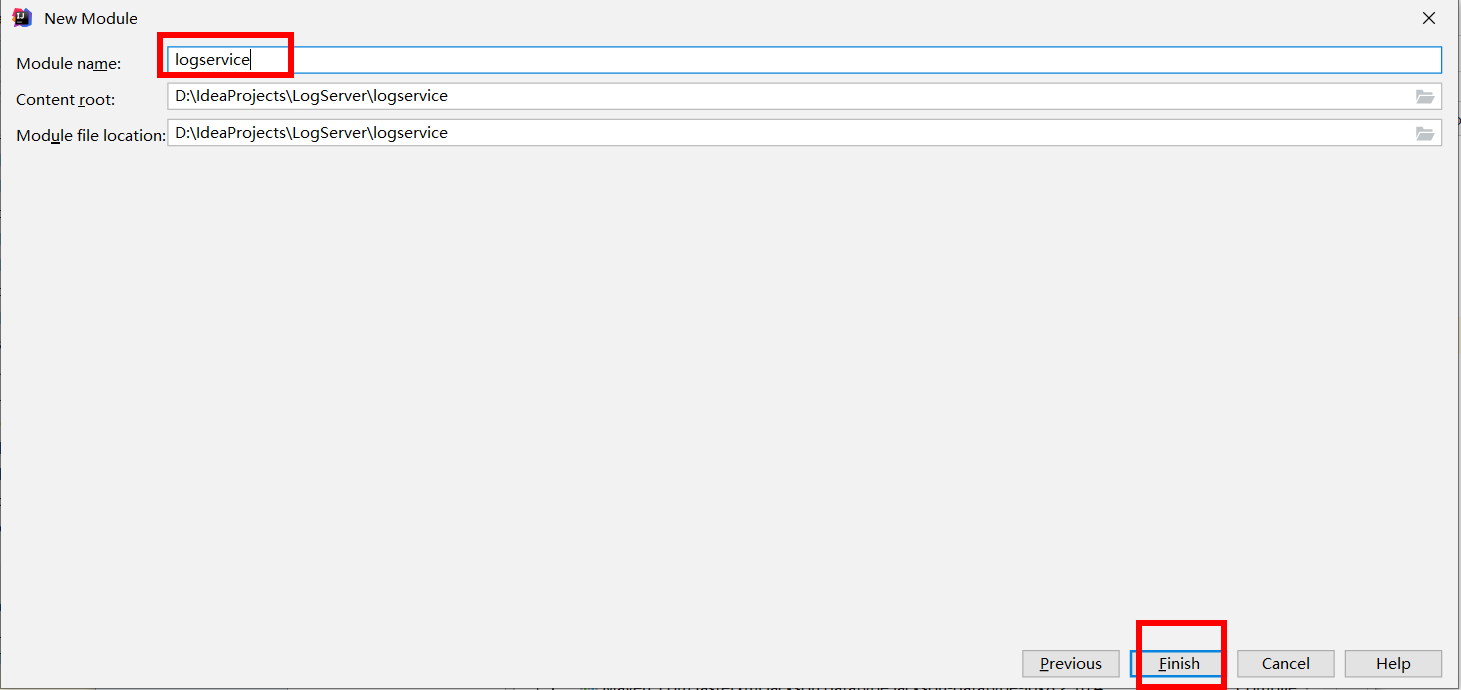 New Module
Module name: logservice
Content root: D:\IdeaProjects\LogServer\logservice
Module file location: D:\IdeaProjects\LogServer\logservice
Previous Finish Cancel Help